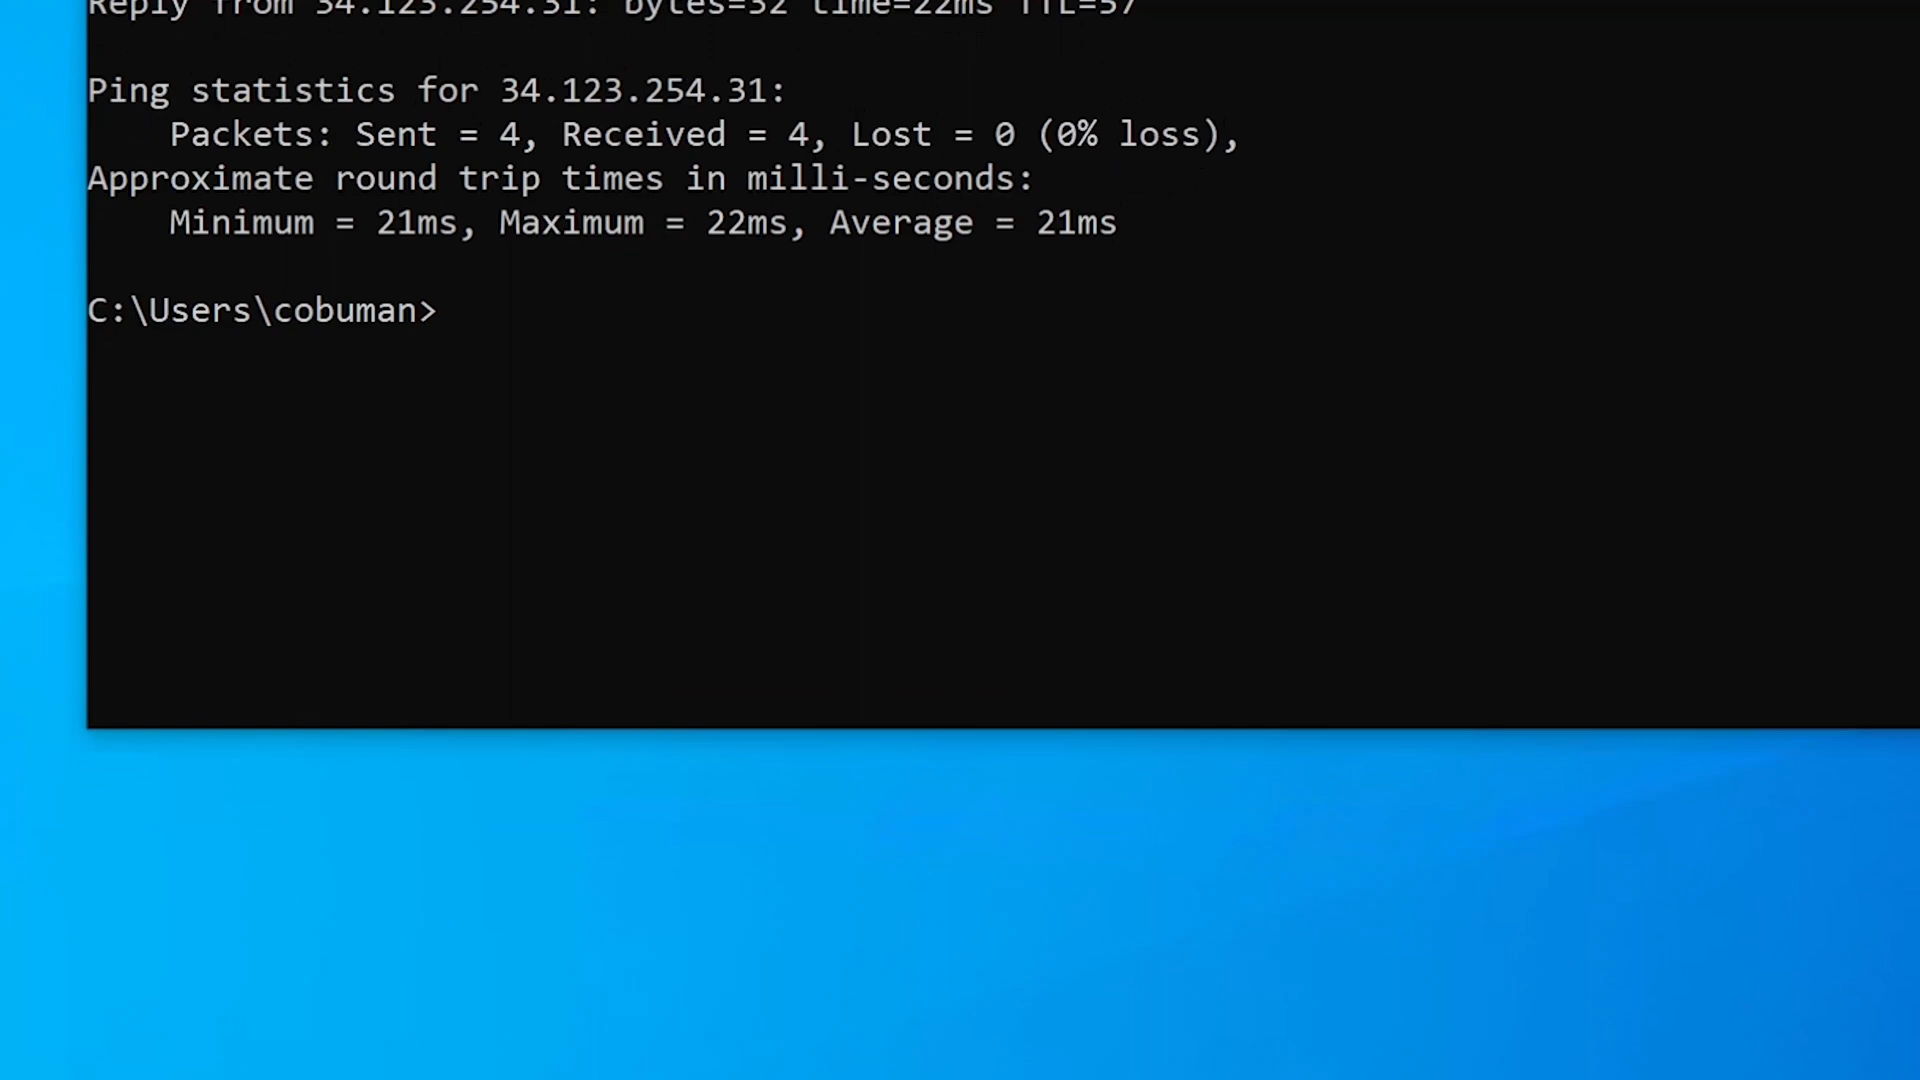 Reply from 34.123.254.31: bytes=32 time=22ms TTL=57
Ping statistics for 34.123.254.31:
    Packets: Sent = 4, Received = 4, Lost = 0 (0% loss),
Approximate round trip times in milli-seconds:
    Minimum = 21ms, Maximum = 22ms, Average = 21ms
C:\Users\cobuman>